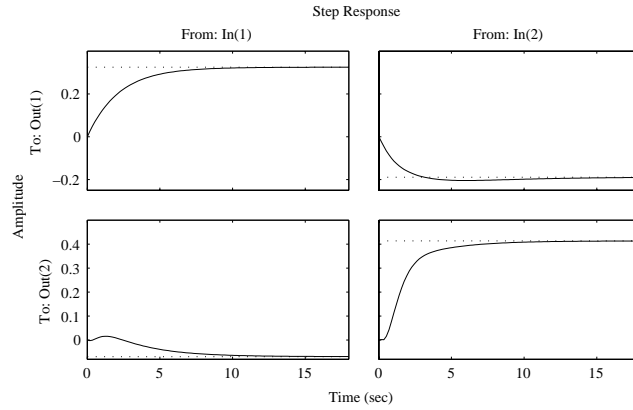 Step Response
From: In(1)
From: In(2)
To: Out(1)
0.2
0
−0.2
Amplitude
To: Out(2)
0.4
0.3
0.2
0.1
0
0 5 10 15
0 5 10 15
Time (sec)